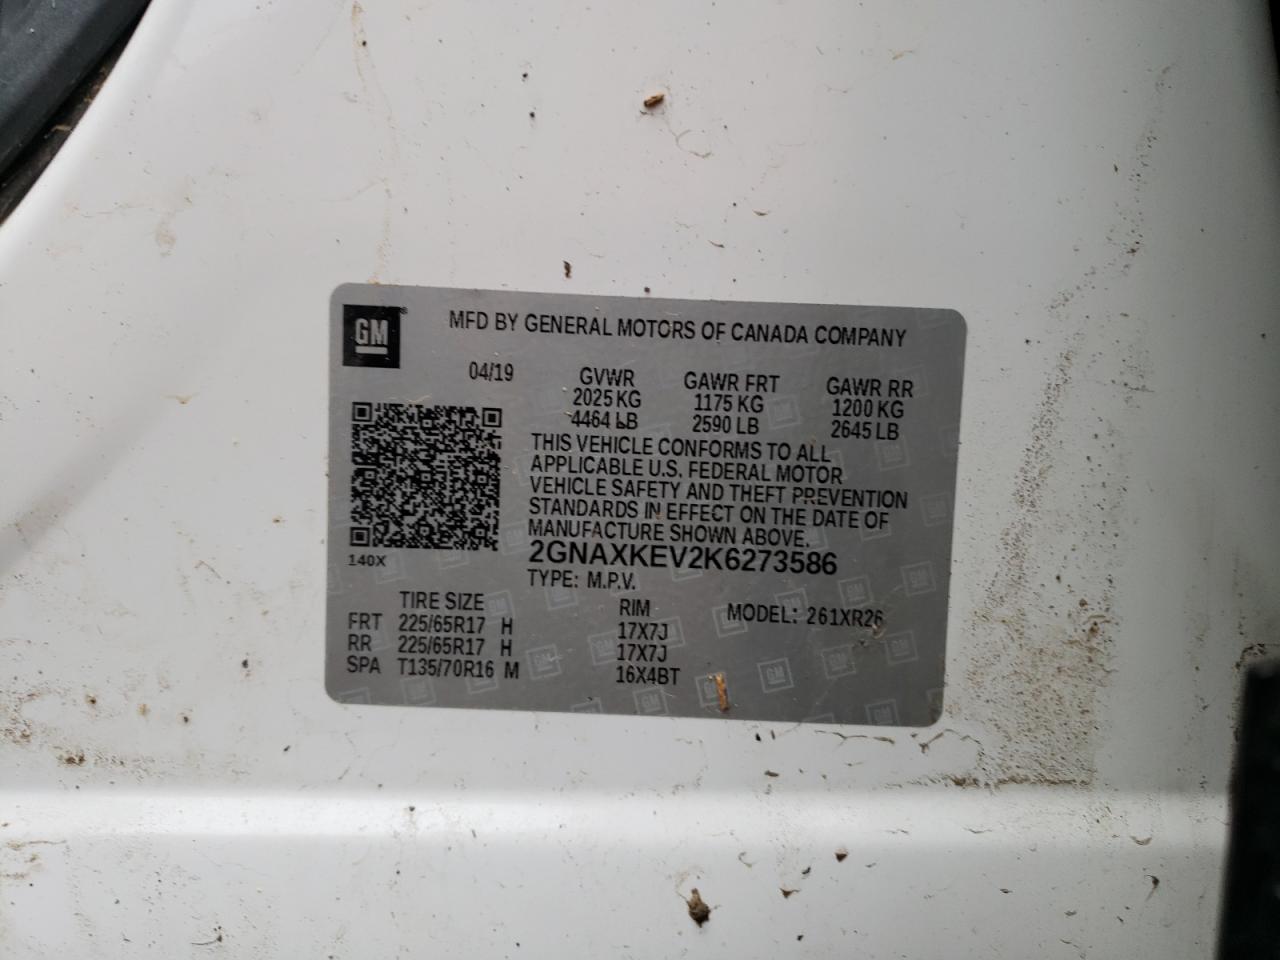 GM
MFD BY GENERAL MOTORS OF CANADA COMPANY
04/19 GVWR GAWR FRT GAWR RR
2025 KG 1175 KG 1200 KG
4464 LB 2590 LB 2645 LB
THIS VEHICLE CONFORMS TO ALL
APPLICABLE U.S. FEDERAL MOTOR
VEHICLE SAFETY AND THEFT PREVENTION
STANDARDS IN EFFECT ON THE DATE OF
MANUFACTURE SHOWN ABOVE.
140X 2GNAXKEV2K6273586
TYPE: M.P.V.
TIRE SIZE RIM MODEL: 261XR26
FRT 225/65R17 H 17X7J
RR 225/65R17 H 17X7J
SPA T135/70R16 M 16X4BT